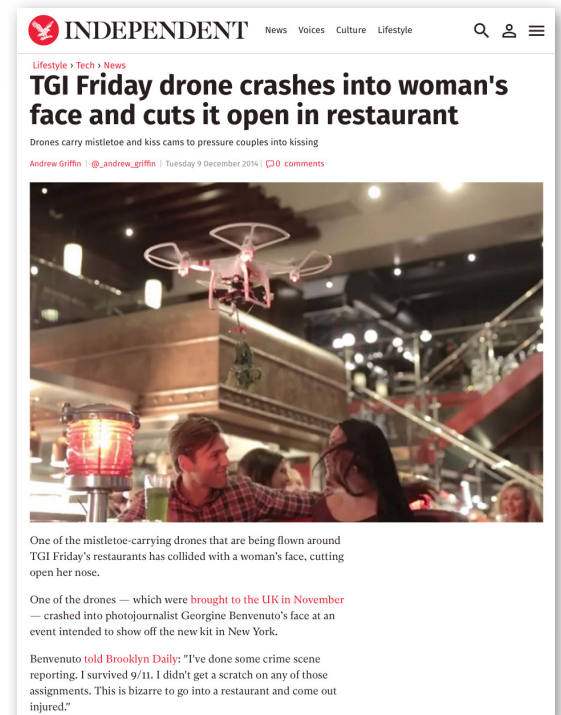 INDEPENDENT
News Voices Culture Lifestyle
Lifestyle › Tech › News
TGI Friday drone crashes into woman's
face and cuts it open in restaurant
Drones carry mistletoe and kiss cams to pressure couples into kissing
Andrew Griffin | @_andrew_griffin | Tuesday 9 December 2014 | 0 comments
One of the mistletoe-carrying drones that are being flown around
TGI Friday's restaurants has collided with a woman's face, cutting
open her nose.
One of the drones — which were brought to the UK in November
— crashed into photojournalist Georgine Benvenuto's face at an
event intended to show off the new kit in New York.
Benvenuto told Brooklyn Daily: "I've done some crime scene
reporting. I survived 9/11. I didn't get a scratch on any of those
assignments. This is bizarre to go into a restaurant and come out
injured."